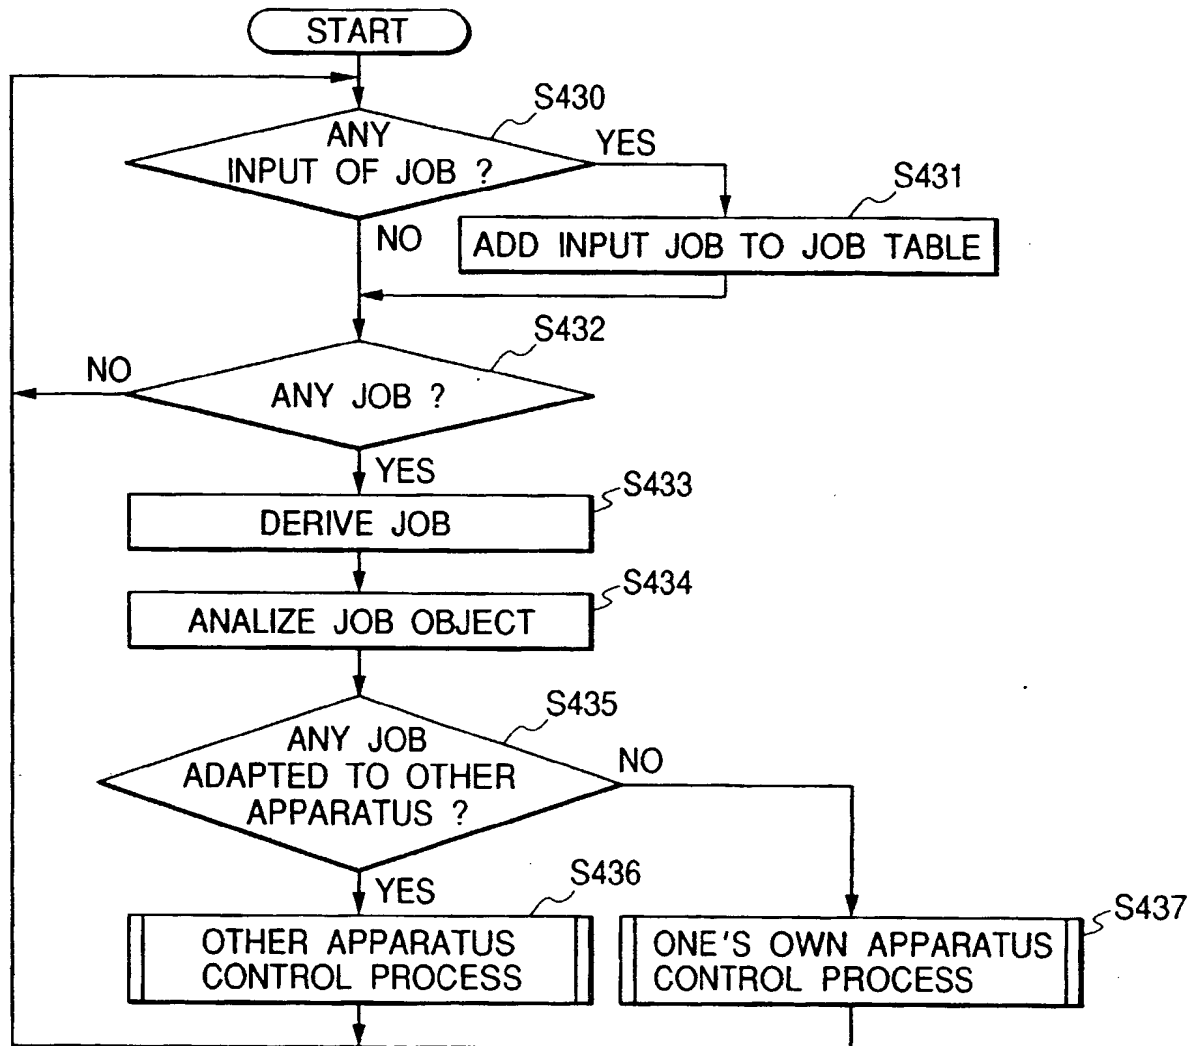 START
S430
ANY
INPUT OF JOB ?
YES
S431
NO
ADD INPUT JOB TO JOB TABLE
S432
NO
ANY JOB ?
YES
S433
DERIVE JOB
S434
ANALIZE JOB OBJECT
S435
ANY JOB
ADAPTED TO OTHER
APPARATUS ?
NO
YES
S436
OTHER APPARATUS
CONTROL PROCESS
S437
ONE'S OWN APPARATUS
CONTROL PROCESS